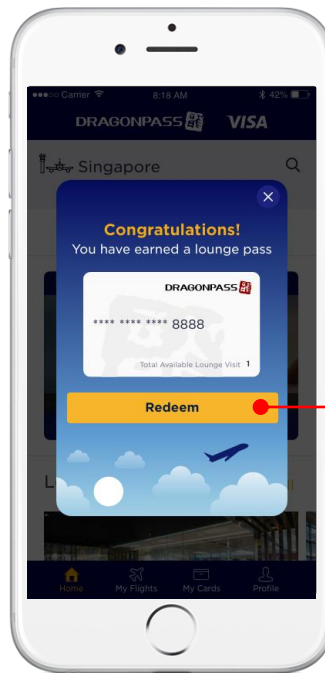 Carrier 8:18 AM 42%
DRAGONPASS VISA
Singapore
Congratulations!
You have earned a lounge pass
DRAGONPASS
**** **** **** 8888
Total Available Lounge Visit 1
Redeem
L
Home My Flights My Cards Profile